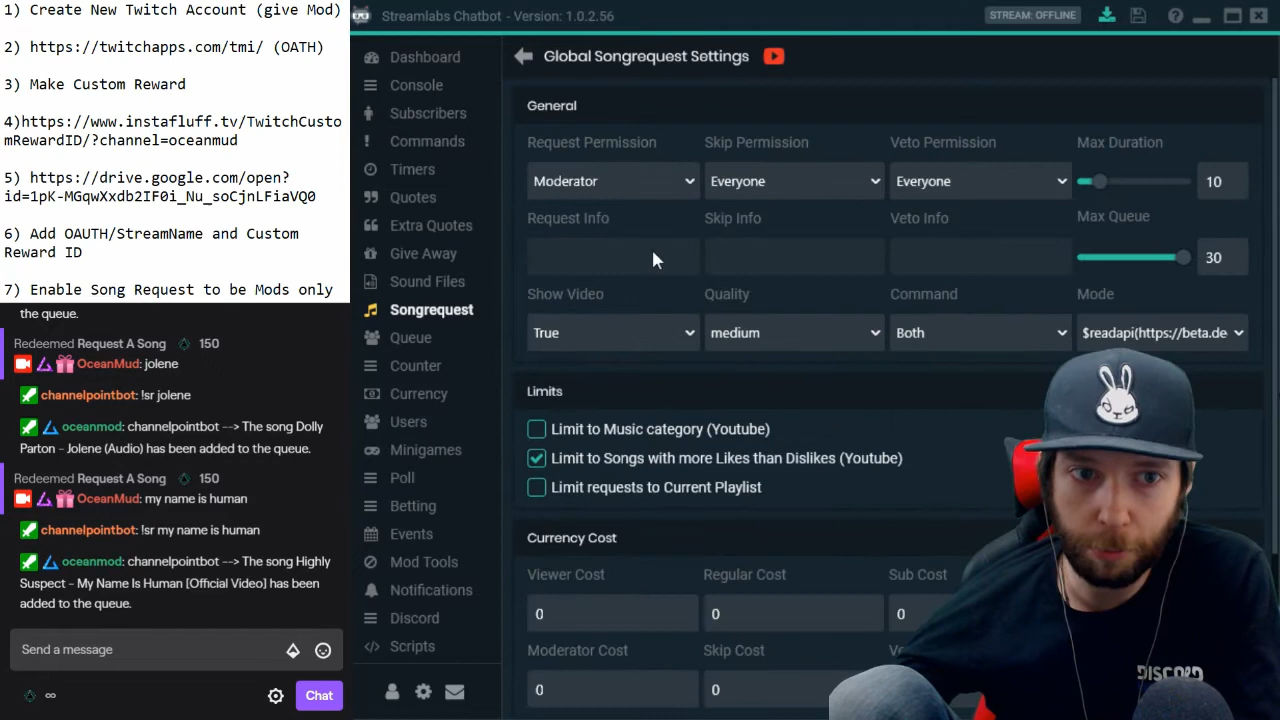 1) Create New Twitch Account (give Mod)
2) https://twitchapps.com/tmi/ (OATH)
3) Make Custom Reward
4)https://www.instafluff.tv/TwitchCusto
mRewardID/?channel=oceanmud
5) https://drive.google.com/open?
id=1pK-MGqwXxdb2IF0i_Nu_soCjnLFiaVQ0
6) Add OAUTH/StreamName and Custom
Reward ID
7) Enable Song Request to be Mods only
the queue.
Redeemed Request A Song 150
OceanMud: jolene
channelpointbot: !sr jolene
oceanmod: channelpointbot --> The song Dolly
Parton - Jolene (Audio) has been added to the queue.
Redeemed Request A Song 150
OceanMud: my name is human
channelpointbot: !sr my name is human
oceanmod: channelpointbot --> The song Highly
Suspect - My Name Is Human [Official Video] has been
added to the queue.
Send a message
∞
Chat
Streamlabs Chatbot - Version: 1.0.2.56
STREAM: OFFLINE
Dashboard
Console
Subscribers
Commands
Timers
Quotes
Extra Quotes
Give Away
Sound Files
Songrequest
Queue
Counter
Currency
Users
Minigames
Poll
Betting
Events
Mod Tools
Notifications
Discord
Scripts
Global Songrequest Settings
General
Request Permission Skip Permission Veto Permission Max Duration
Moderator Everyone Everyone 10
Request Info Skip Info Veto Info Max Queue
30
Show Video Quality Command Mode
True medium Both $readapi(https://beta.de
Limits
Limit to Music category (Youtube)
Limit to Songs with more Likes than Dislikes (Youtube)
Limit requests to Current Playlist
Currency Cost
Viewer Cost Regular Cost Sub Cost
0 0 0
Moderator Cost Skip Cost
0 0
DISCORD